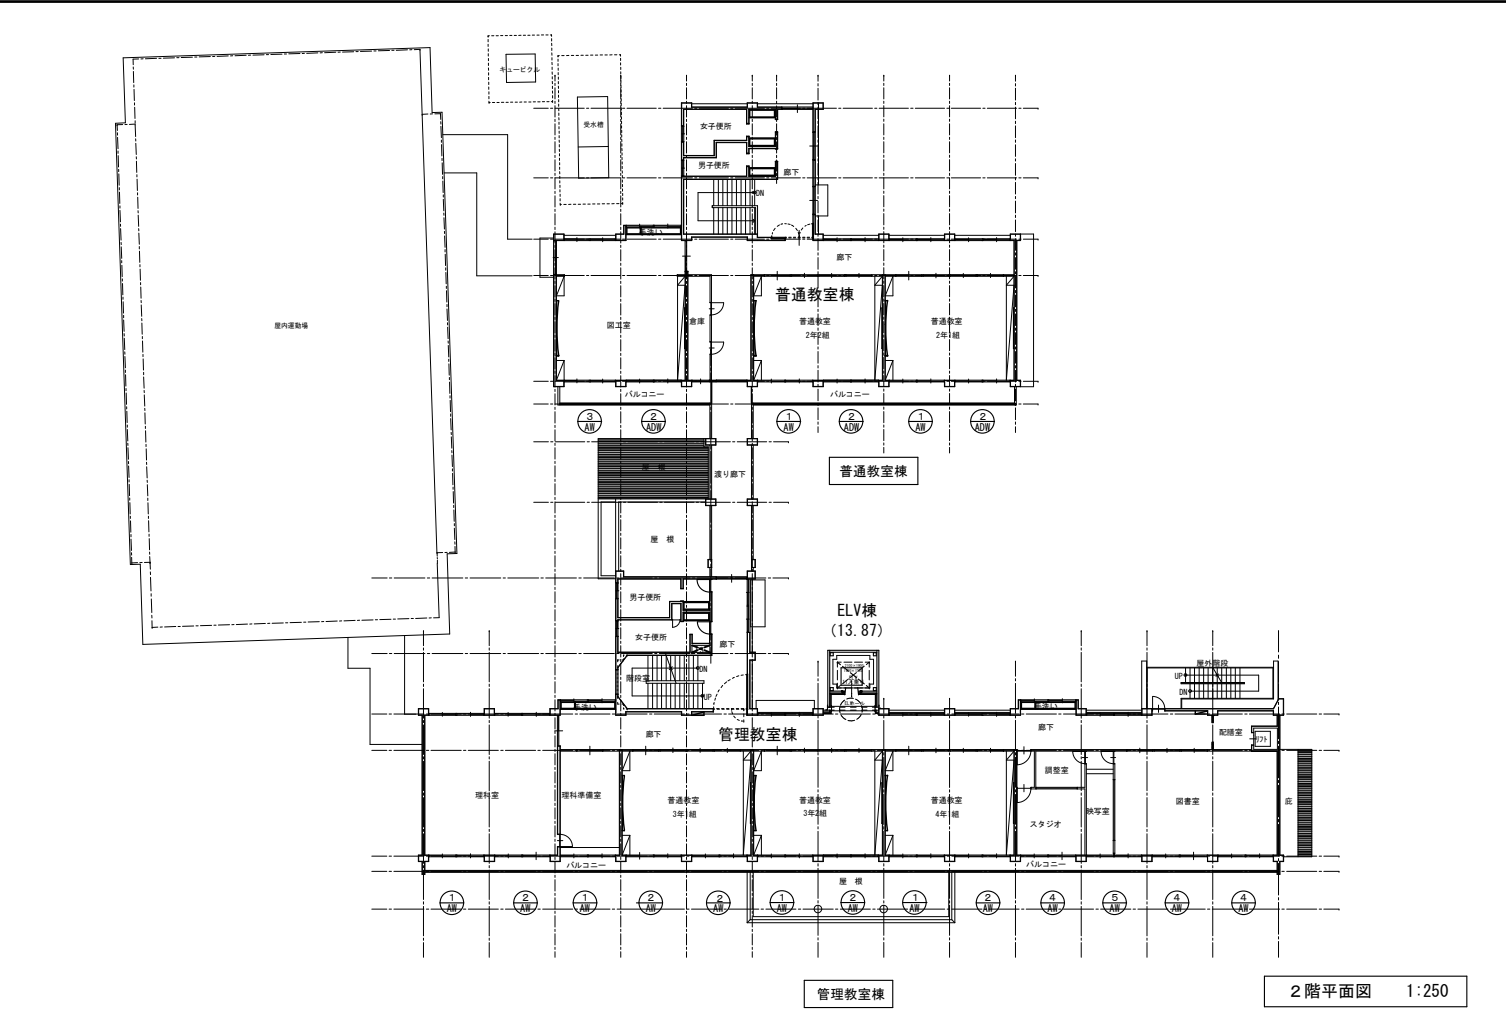 キュービクル
受水槽
女子便所
男子便所
廊下
DN
手洗い
廊下
屋内運動場
図工室
倉庫
普通教室棟
普通教室
2年2組
普通教室
2年1組
バルコニー
バルコニー
3
AW
2
ADW
1
AW
2
ADW
1
AW
2
ADW
普通教室棟
屋 根
渡り廊下
屋 根
男子便所
女子便所
廊下
階段室
DN
UP
ELV棟
(13.87)
屋外階段
UP
DN
手洗い
手洗い
廊下
管理教室棟
廊下
配膳室
リフト
理科室
理科準備室
普通教室
3年1組
普通教室
3年2組
普通教室
4年1組
調整室
スタジオ
映写室
図書室
庇
バルコニー
バルコニー
屋 根
1
AW
2
AW
1
AW
2
AW
2
AW
1
AW
2
AW
1
AW
2
AW
4
AW
5
AW
4
AW
4
AW
管理教室棟
2階平面図 1:250